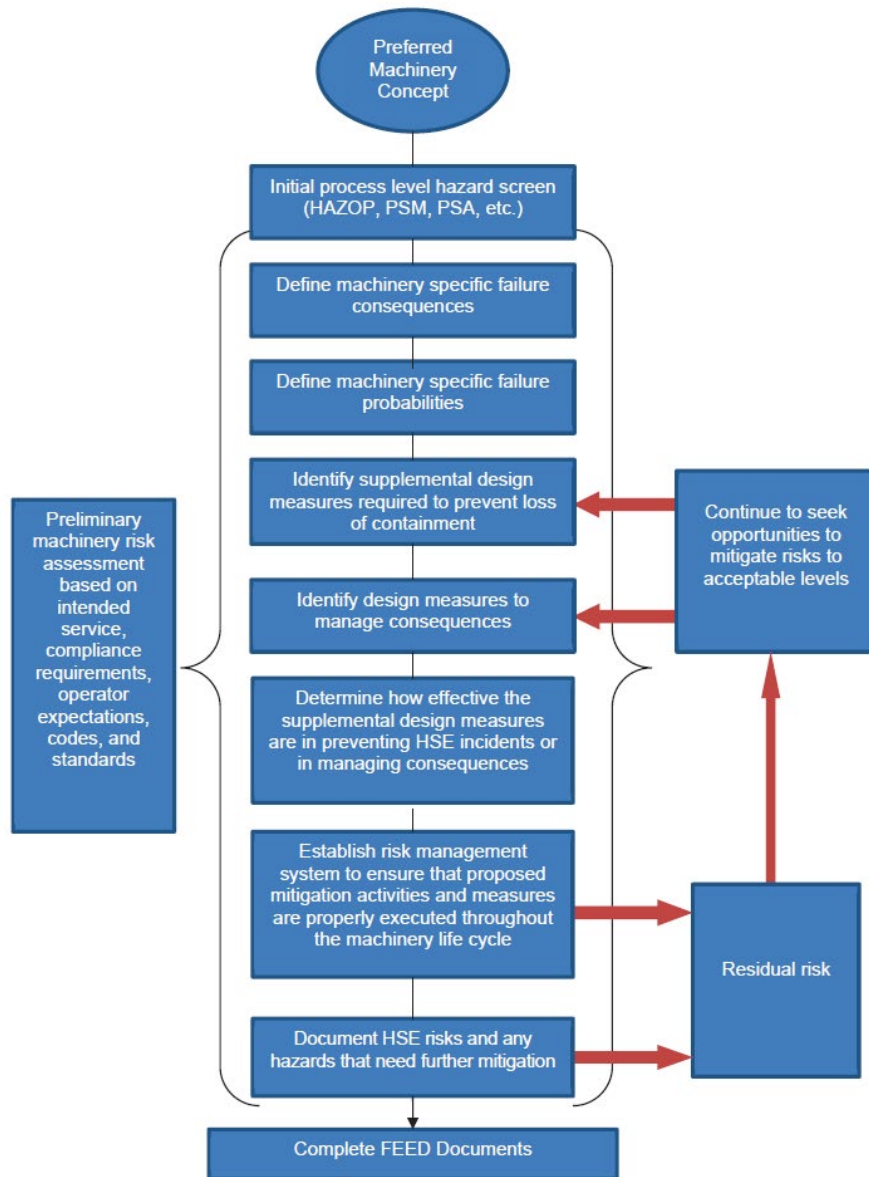 Preferred
Machinery
Concept
Initial process level hazard screen
(HAZOP, PSM, PSA, etc.)
Define machinery specific failure
consequences
Define machinery specific failure
probabilities
Identify supplemental design
measures required to prevent loss
of containment
Identify design measures to
manage consequences
Determine how effective the
supplemental design measures
are in preventing HSE incidents or
in managing consequences
Establish risk management
system to ensure that proposed
mitigation activities and measures
are properly executed throughout
the machinery life cycle
Document HSE risks and any
hazards that need further mitigation
Complete FEED Documents
Preliminary
machinery risk
assessment
based on
intended
service,
compliance
requirements,
operator
expectations,
codes, and
standards
Continue to seek
opportunities to
mitigate risks to
acceptable levels
Residual risk